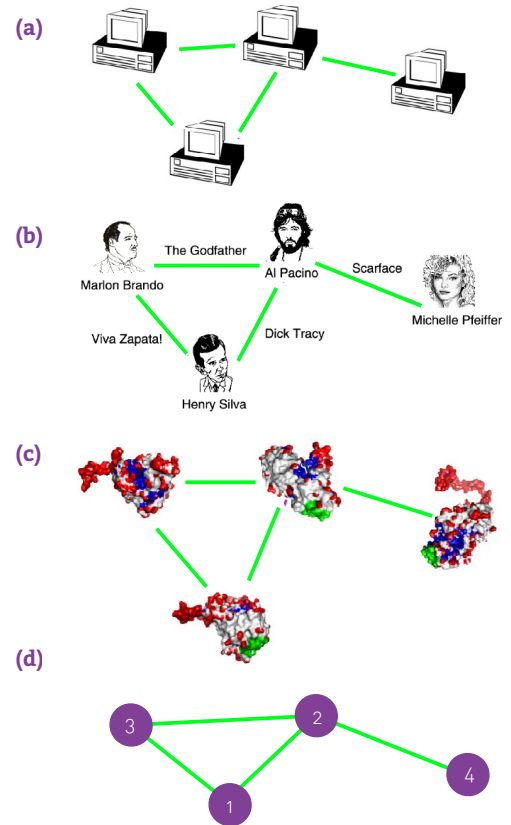 (a)
(b)
The Godfather
Al Pacino
Scarface
Marlon Brando
Michelle Pfeiffer
Viva Zapata!
Dick Tracy
Henry Silva
(c)
(d)
3
2
4
1